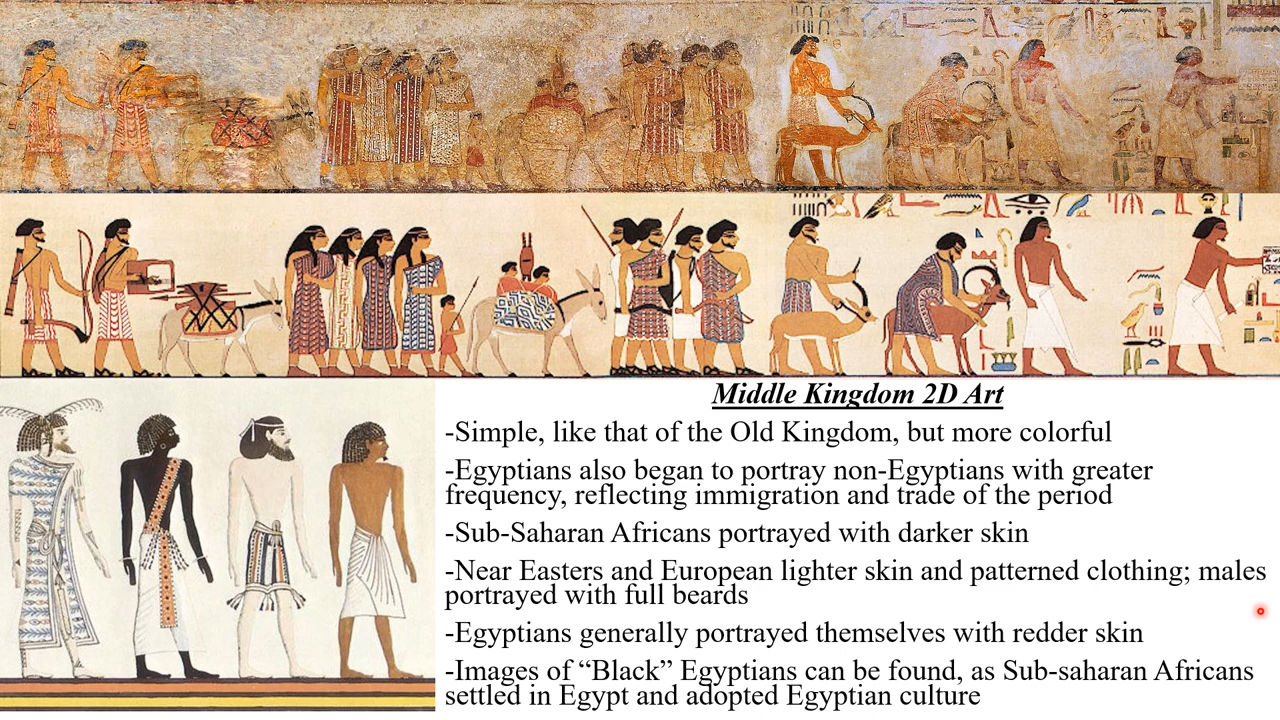 Middle Kingdom 2D Art
-Simple, like that of the Old Kingdom, but more colorful
-Egyptians also began to portray non-Egyptians with greater
frequency, reflecting immigration and trade of the period
-Sub-Saharan Africans portrayed with darker skin
-Near Easters and European lighter skin and patterned clothing; males
portrayed with full beards
-Egyptians generally portrayed themselves with redder skin
-Images of “Black” Egyptians can be found, as Sub-saharan Africans
settled in Egypt and adopted Egyptian culture